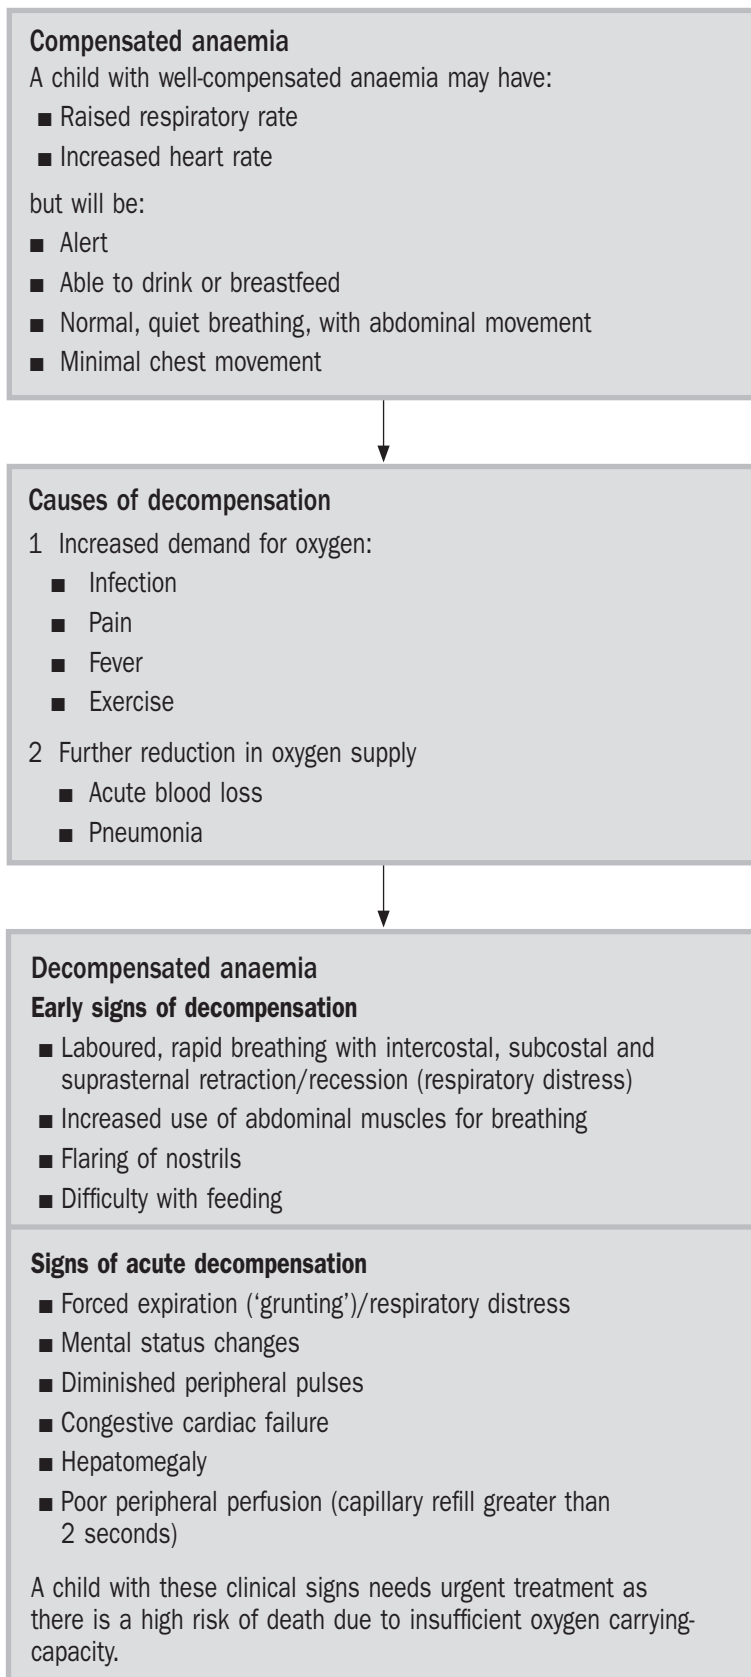 Compensated anaemia
A child with well-compensated anaemia may have:
■ Raised respiratory rate
■ Increased heart rate
but will be:
■ Alert
■ Able to drink or breastfeed
■ Normal, quiet breathing, with abdominal movement
■ Minimal chest movement
Causes of decompensation
1 Increased demand for oxygen:
■ Infection
■ Pain
■ Fever
■ Exercise
2 Further reduction in oxygen supply
■ Acute blood loss
■ Pneumonia
Decompensated anaemia
Early signs of decompensation
■ Laboured, rapid breathing with intercostal, subcostal and
suprasternal retraction/recession (respiratory distress)
■ Increased use of abdominal muscles for breathing
■ Flaring of nostrils
■ Difficulty with feeding
Signs of acute decompensation
■ Forced expiration (‘grunting’)/respiratory distress
■ Mental status changes
■ Diminished peripheral pulses
■ Congestive cardiac failure
■ Hepatomegaly
■ Poor peripheral perfusion (capillary refill greater than
2 seconds)
A child with these clinical signs needs urgent treatment as
there is a high risk of death due to insufficient oxygen carrying-
capacity.